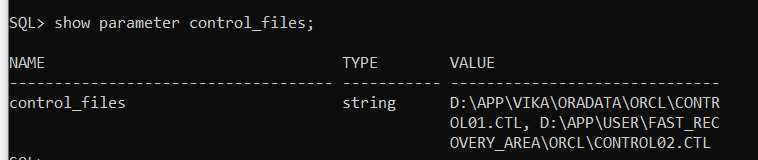 SQL> show parameter control_files;
NAME                                 TYPE        VALUE
------------------------------------ ----------- ------------------------------
control_files                        string      D:\APP\VIKA\ORADATA\ORCL\CONTR
                                                 OL01.CTL, D:\APP\USER\FAST_REC
                                                 OVERY_AREA\ORCL\CONTROL02.CTL